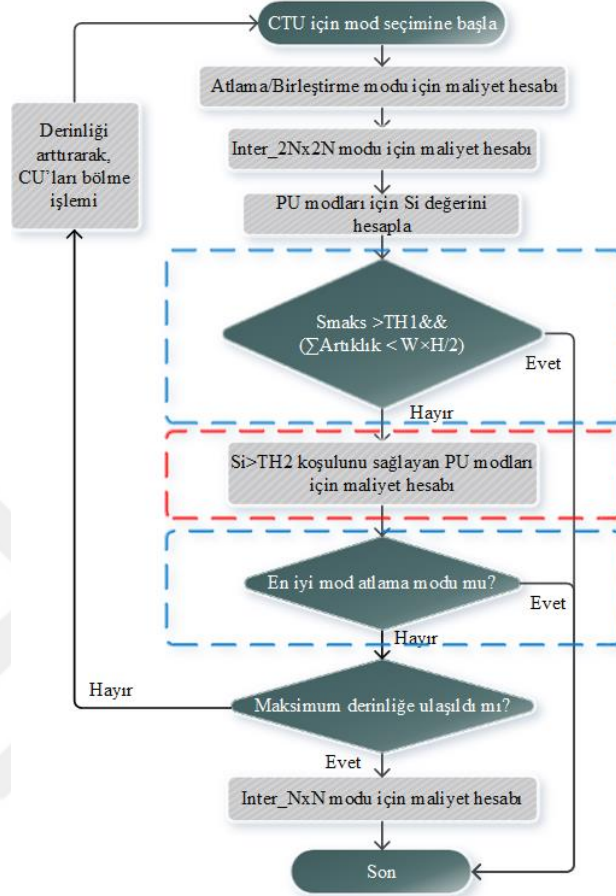 CTU için mod seçimine başla
Atlama/Birleştirme modu için maliyet hesabı
Derinliği
arttırarak,
CU'ları bölme
işlemi
Inter_2Nx2N modu için maliyet hesabı
PU modları için Si değerini
hesapla
Smaks >TH1&&
(∑Artıklık < W×H/2)
Evet
Hayır
Si>TH2 koşulunu sağlayan PU modları
için maliyet hesabı
En iyi mod atlama modu mu?
Evet
Hayır
Hayır
Maksimum derinliğe ulaşıldı mı?
Evet
Inter_NxN modu için maliyet hesabı
Son